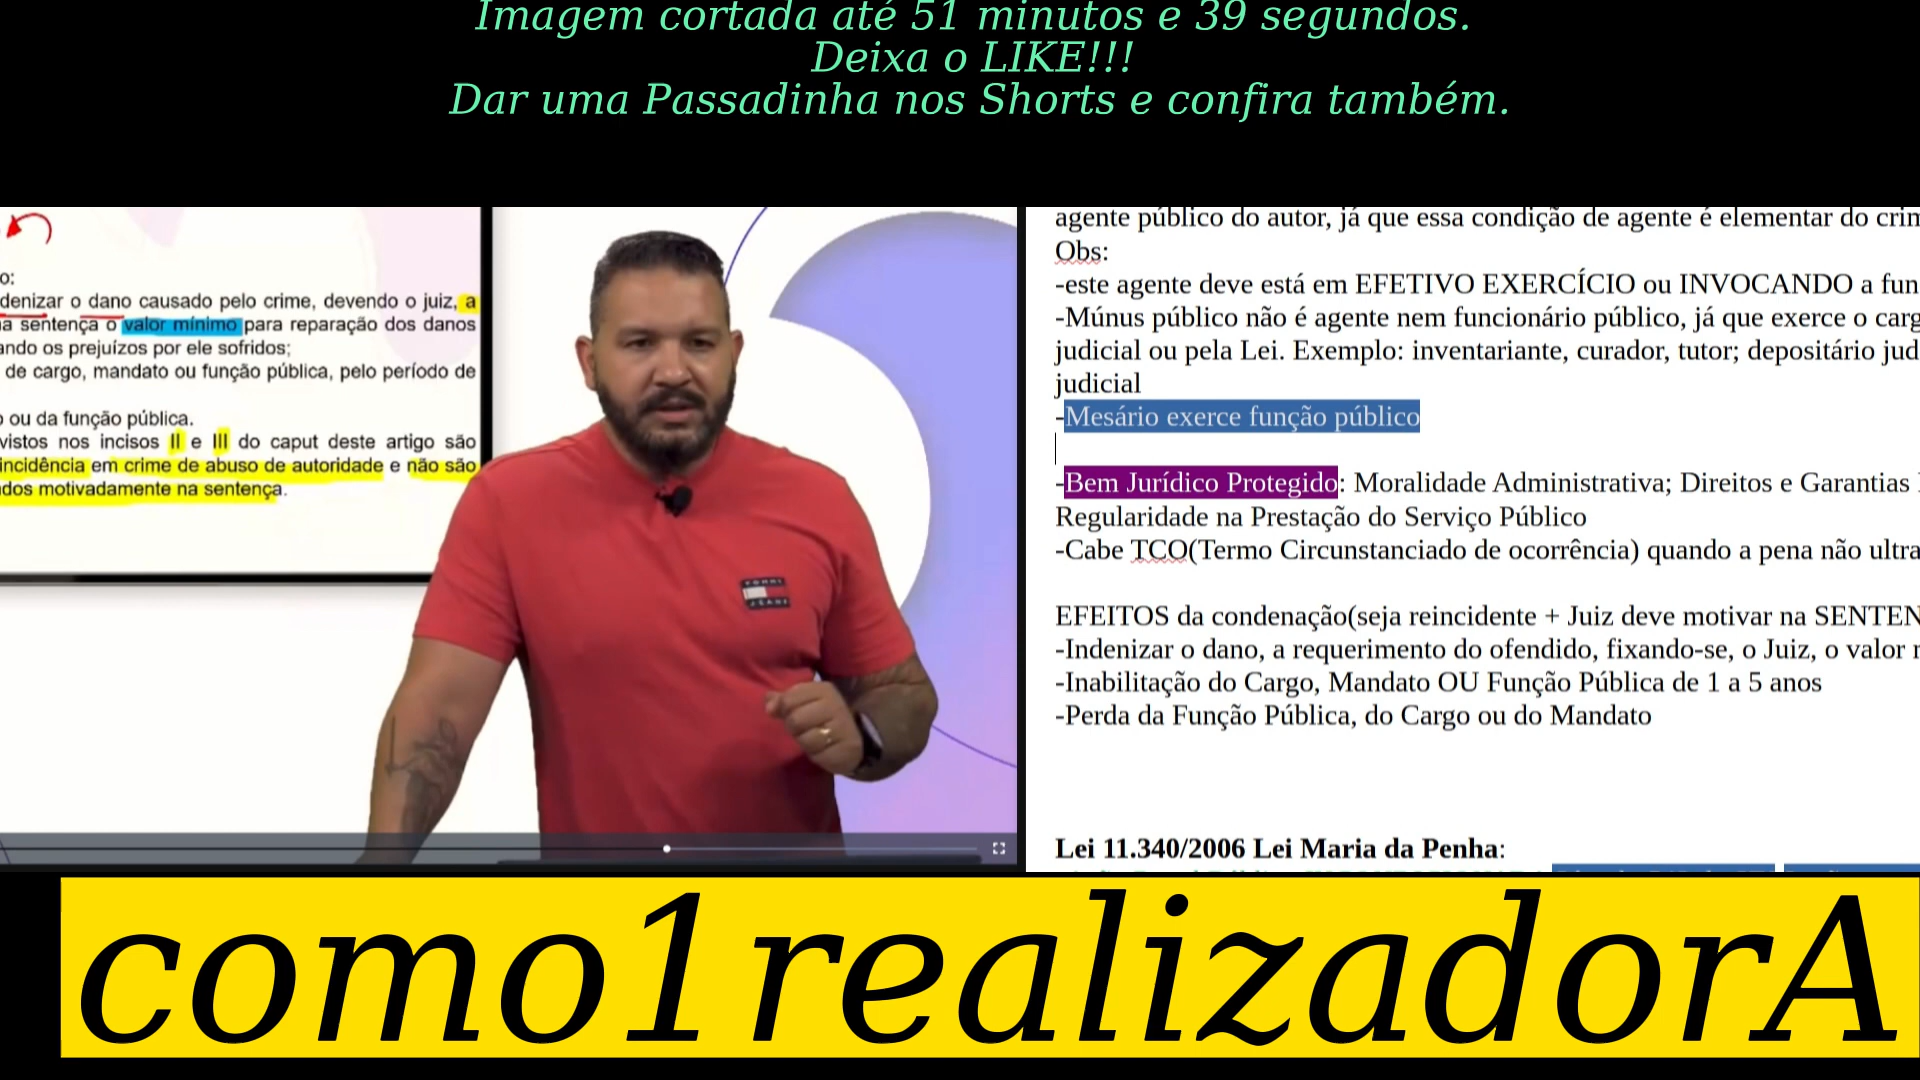 Imagem cortada até 51 minutos e 39 segundos.
Deixa o LIKE!!!
Dar uma Passadinha nos Shorts e confira também.
o:
denizar o dano causado pelo crime, devendo o juiz, a
a sentença o valor mínimo para reparação dos danos
ando os prejuízos por ele sofridos;
de cargo, mandato ou função pública, pelo período de
o ou da função pública.
vistos nos incisos II e III do caput deste artigo são
incidência em crime de abuso de autoridade e não são
dos motivadamente na sentença.
TOMMY
JEANS
agente público do autor, já que essa condição de agente é elementar do crim
Obs:
-este agente deve está em EFETIVO EXERCÍCIO ou INVOCANDO a fun
-Múnus público não é agente nem funcionário público, já que exerce o carg
judicial ou pela Lei. Exemplo: inventariante, curador, tutor; depositário jud
judicial
-Mesário exerce função público
-Bem Jurídico Protegido: Moralidade Administrativa; Direitos e Garantias
Regularidade na Prestação do Serviço Público
-Cabe TCO(Termo Circunstanciado de ocorrência) quando a pena não ultra
EFEITOS da condenação(seja reincidente + Juiz deve motivar na SENTEN
-Indenizar o dano, a requerimento do ofendido, fixando-se, o Juiz, o valor
-Inabilitação do Cargo, Mandato OU Função Pública de 1 a 5 anos
-Perda da Função Pública, do Cargo ou do Mandato
Lei 11.340/2006 Lei Maria da Penha:
como1realizadorA